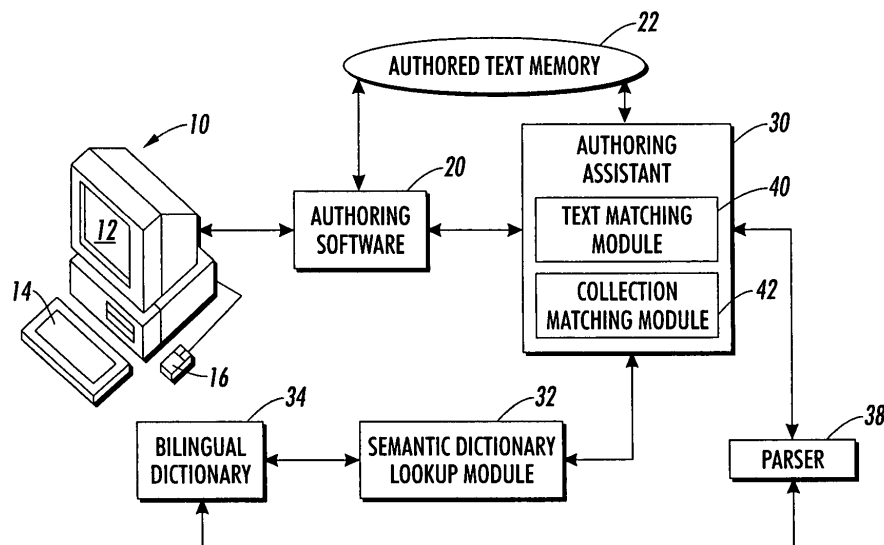 22
AUTHORED TEXT MEMORY
10
30
AUTHORING
ASSISTANT
20
40
12
AUTHORING
SOFTWARE
TEXT MATCHING
MODULE
14
COLLECTION
MATCHING MODULE
42
16
34
32
38
BILINGUAL
DICTIONARY
SEMANTIC DICTIONARY
LOOKUP MODULE
PARSER